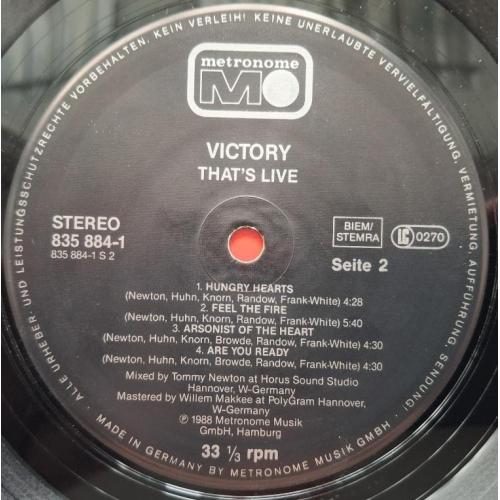 ALLE URHEBER UND LEISTUNGSSCHUTZRECHTE VORBEHALTEN. KEIN VERLEIH! KEINE UNERLAUBTE VERVIELFÄLTIGUNG, VERMIETUNG, AUFFÜHRUNG, SENDUNG!
metronome
M
VICTORY
THAT'S LIVE
STEREO
835 884-1
835 884-1 S 2
BIEM/
STEMRA
LC 0270
Seite 2
1. HUNGRY HEARTS
(Newton, Huhn, Knorn, Randow, Frank-White) 4:28
2. FEEL THE FIRE
(Newton, Huhn, Knorn, Randow, Frank-White) 5:40
3. ARSONIST OF THE HEART
(Newton, Huhn, Knorn, Browde, Randow, Frank-White) 4:30
4. ARE YOU READY
(Newton, Huhn, Knorn, Browde, Randow, Frank-White) 4:30
Mixed by Tommy Newton at Horus Sound Studio
Hannover, W-Germany
Mastered by Willem Makkee at PolyGram Hannover,
W-Germany
℗ 1988 Metronome Musik
GmbH, Hamburg
33 1/3 rpm
MADE IN GERMANY BY METRONOME MUSIK GMBH